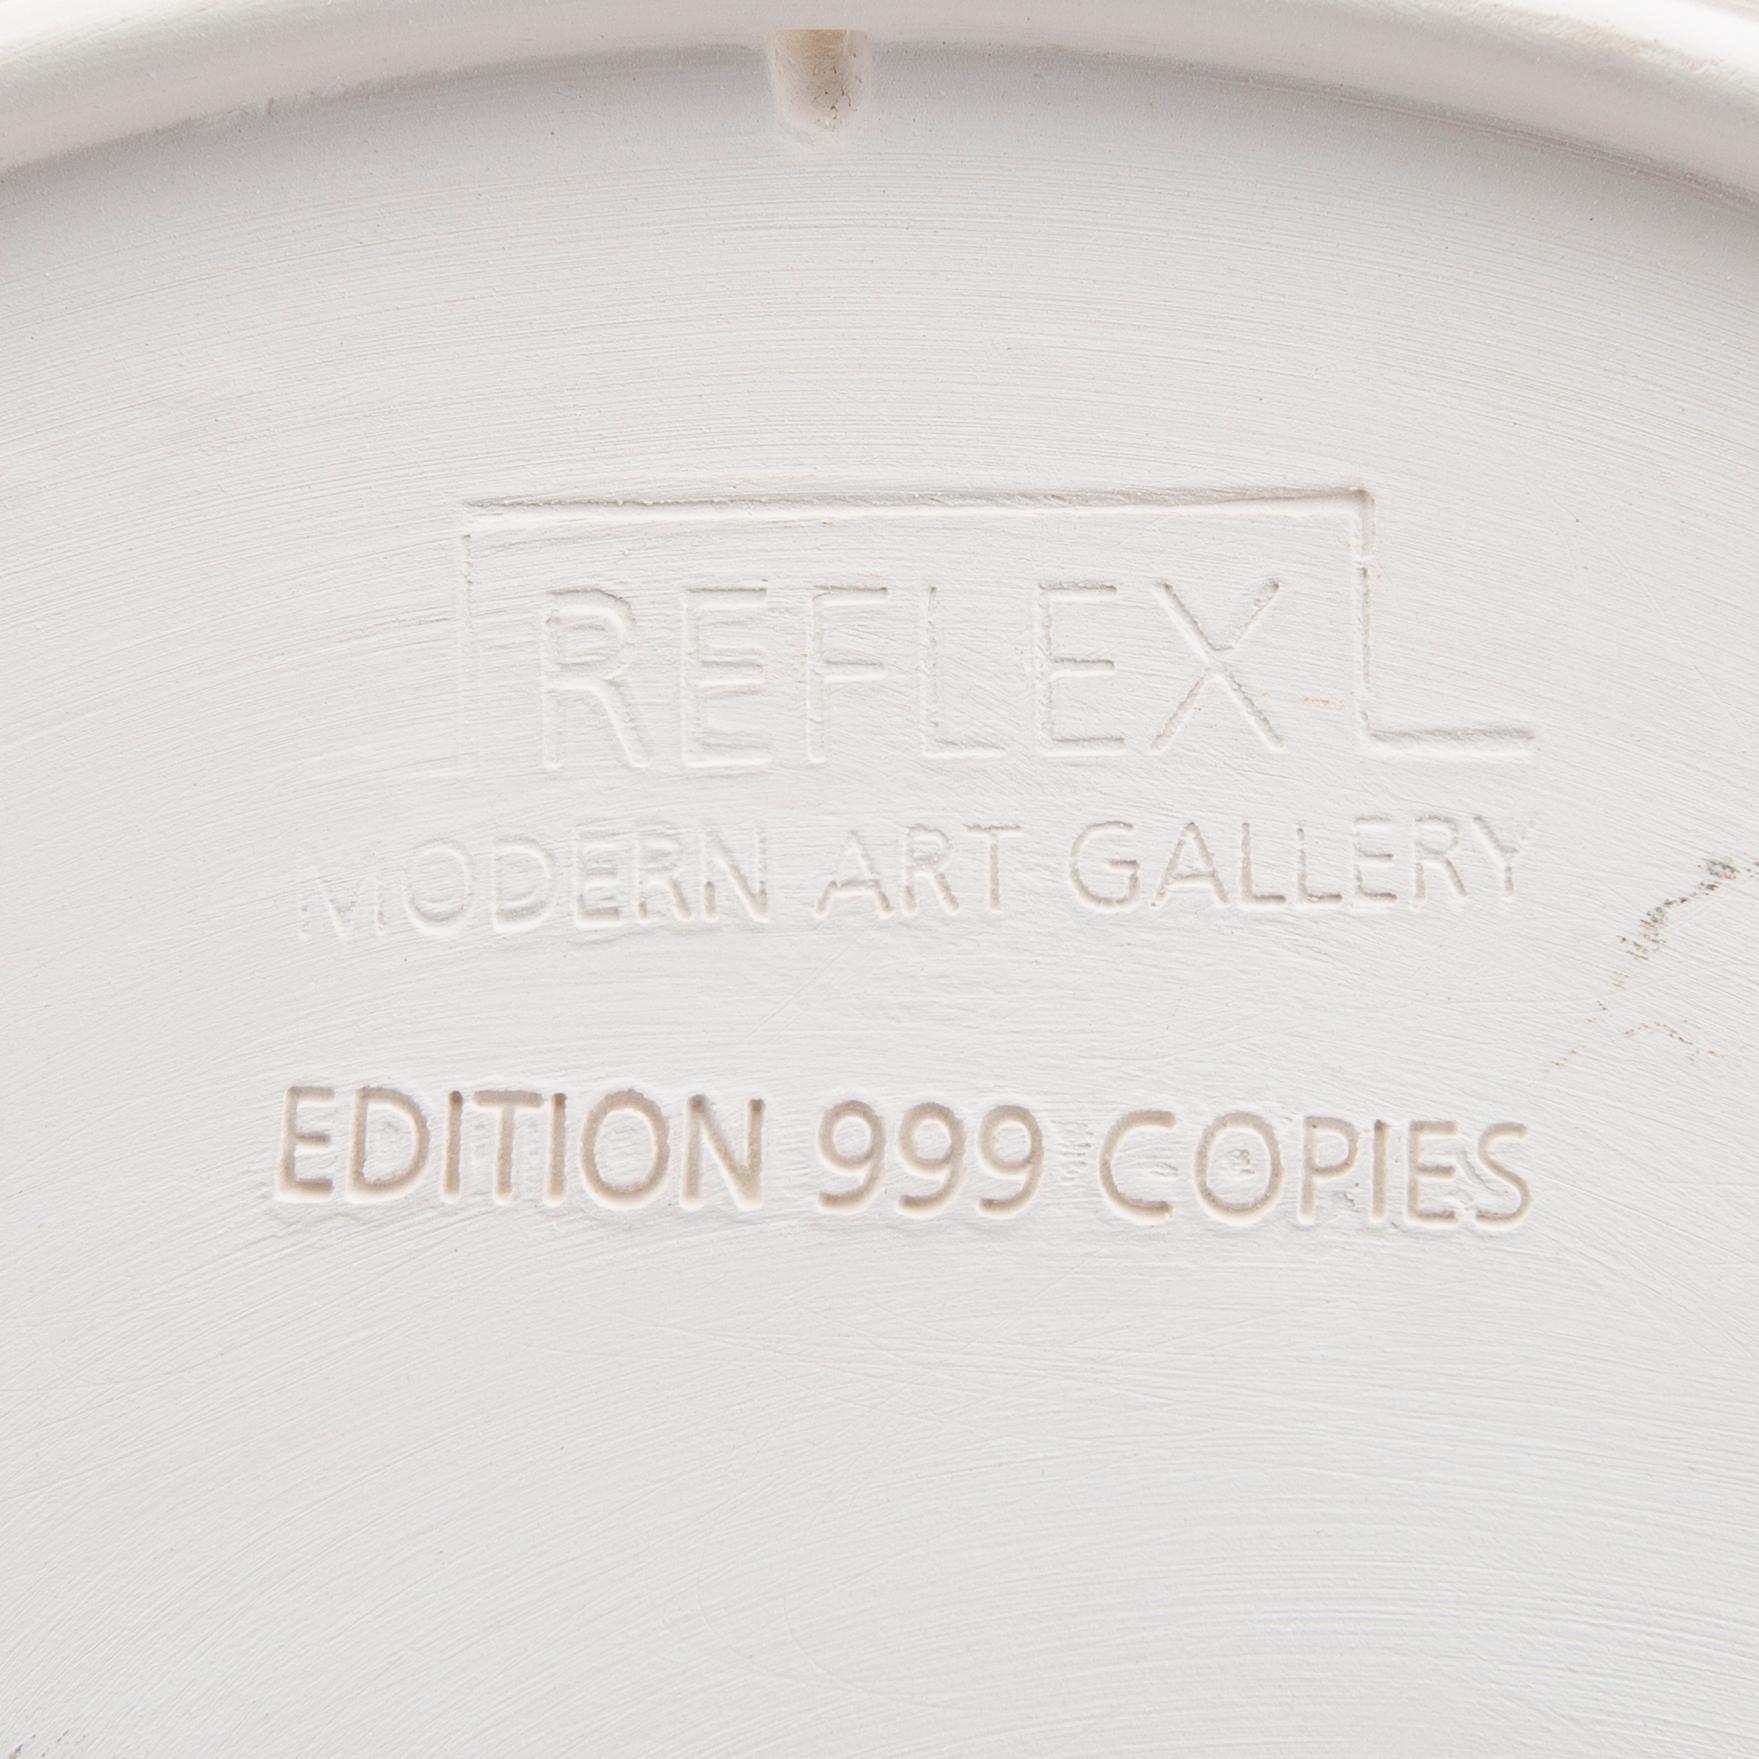 REFLEX
MODERN ART GALLERY
EDITION 999 COPIES